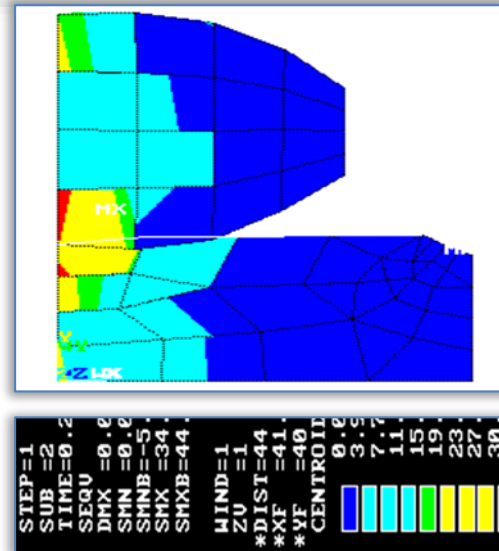 MX
STEP=1
SUB =2
TIME=0.2
SEQV
DMX =0.0
SMN =0.0
SMNB=-5.
SMX =34.
SMXB=44.
WIND=1
ZV =1
*DIST=44
*XF =41.
*YF =40
CENTROID
0.0
3.9
7.7
11.
15.
19.
23
27.
30.